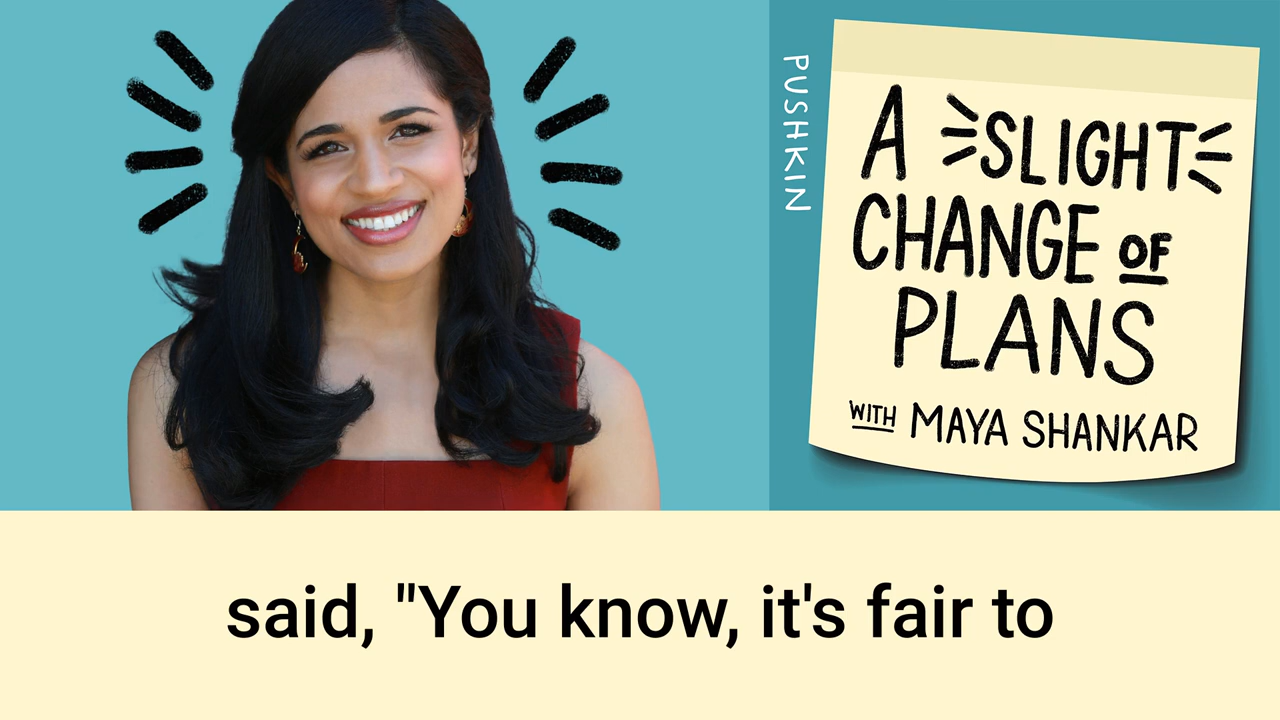 PUSHKIN
A SLIGHT
CHANGE OF
PLANS
WITH MAYA SHANKAR
said, "You know, it's fair to